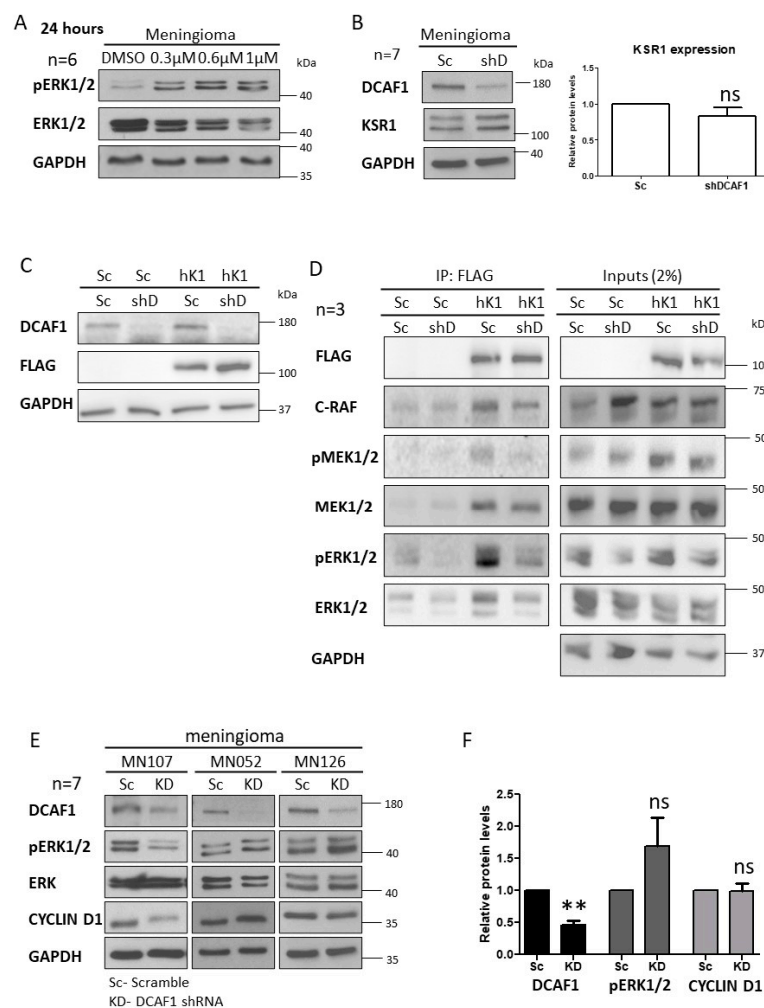 A
24 hours
Meningioma
n=6
DMSO 0.3µM 0.6µM 1µM
kDa
pERK1/2
40
ERK1/2
40
40
GAPDH
35
B
Meningioma
n=7
Sc shD
kDa
DCAF1
180
KSR1
100
40
GAPDH
KSR1 expression
Relative protein levels
1.5
1.0
0.5
0.0
ns
Sc shDCAF1
C
Sc Sc hK1 hK1
Sc shD Sc shD
kDa
DCAF1
180
FLAG
100
GAPDH
37
D
IP: FLAG Inputs (2%)
n=3
Sc Sc hK1 hK1 Sc Sc hK1 hK1
Sc shD Sc shD Sc shD Sc shD
kD
FLAG
10
75
C-RAF
50
pMEK1/2
50
MEK1/2
50
pERK1/2
50
ERK1/2
GAPDH
37
E
meningioma
MN107 MN052 MN126
n=7
Sc KD Sc KD Sc KD
DCAF1
180
pERK1/2
40
ERK
40
CYCLIN D1
35
GAPDH
35
Sc- Scramble
KD- DCAF1 shRNA
F
Relative protein levels
2.5
2.0
1.5
1.0
0.5
0.0
** ns ns
Sc KD Sc KD Sc KD
DCAF1 pERK1/2 CYCLIN D1